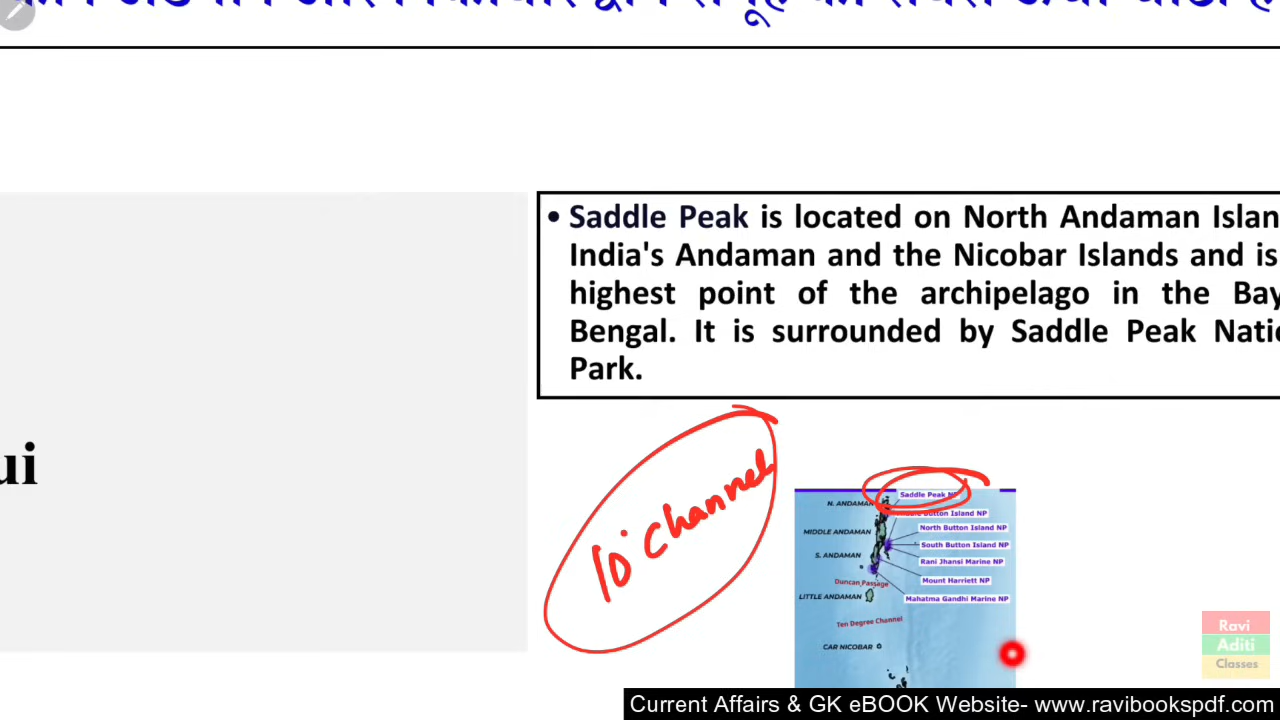 • Saddle Peak is located on North Andaman Islan
India's Andaman and the Nicobar Islands and is
highest point of the archipelago in the Bay
Bengal. It is surrounded by Saddle Peak Natio
Park.
ui
10° channel
Saddle Peak NP
N. ANDAMAN
Button Island NP
North Button Island NP
MIDDLE ANDAMAN
South Button Island NP
S. ANDAMAN
Rani Jhansi Marine NP
Mount Harriett NP
Duncan Passage
LITTLE ANDAMAN
Mahatma Gandhi Marine NP
Ten Degree Channel
CAR NICOBAR
Ravi
Aditi
Classes
Current Affairs & GK eBOOK Website- www.ravibookspdf.com